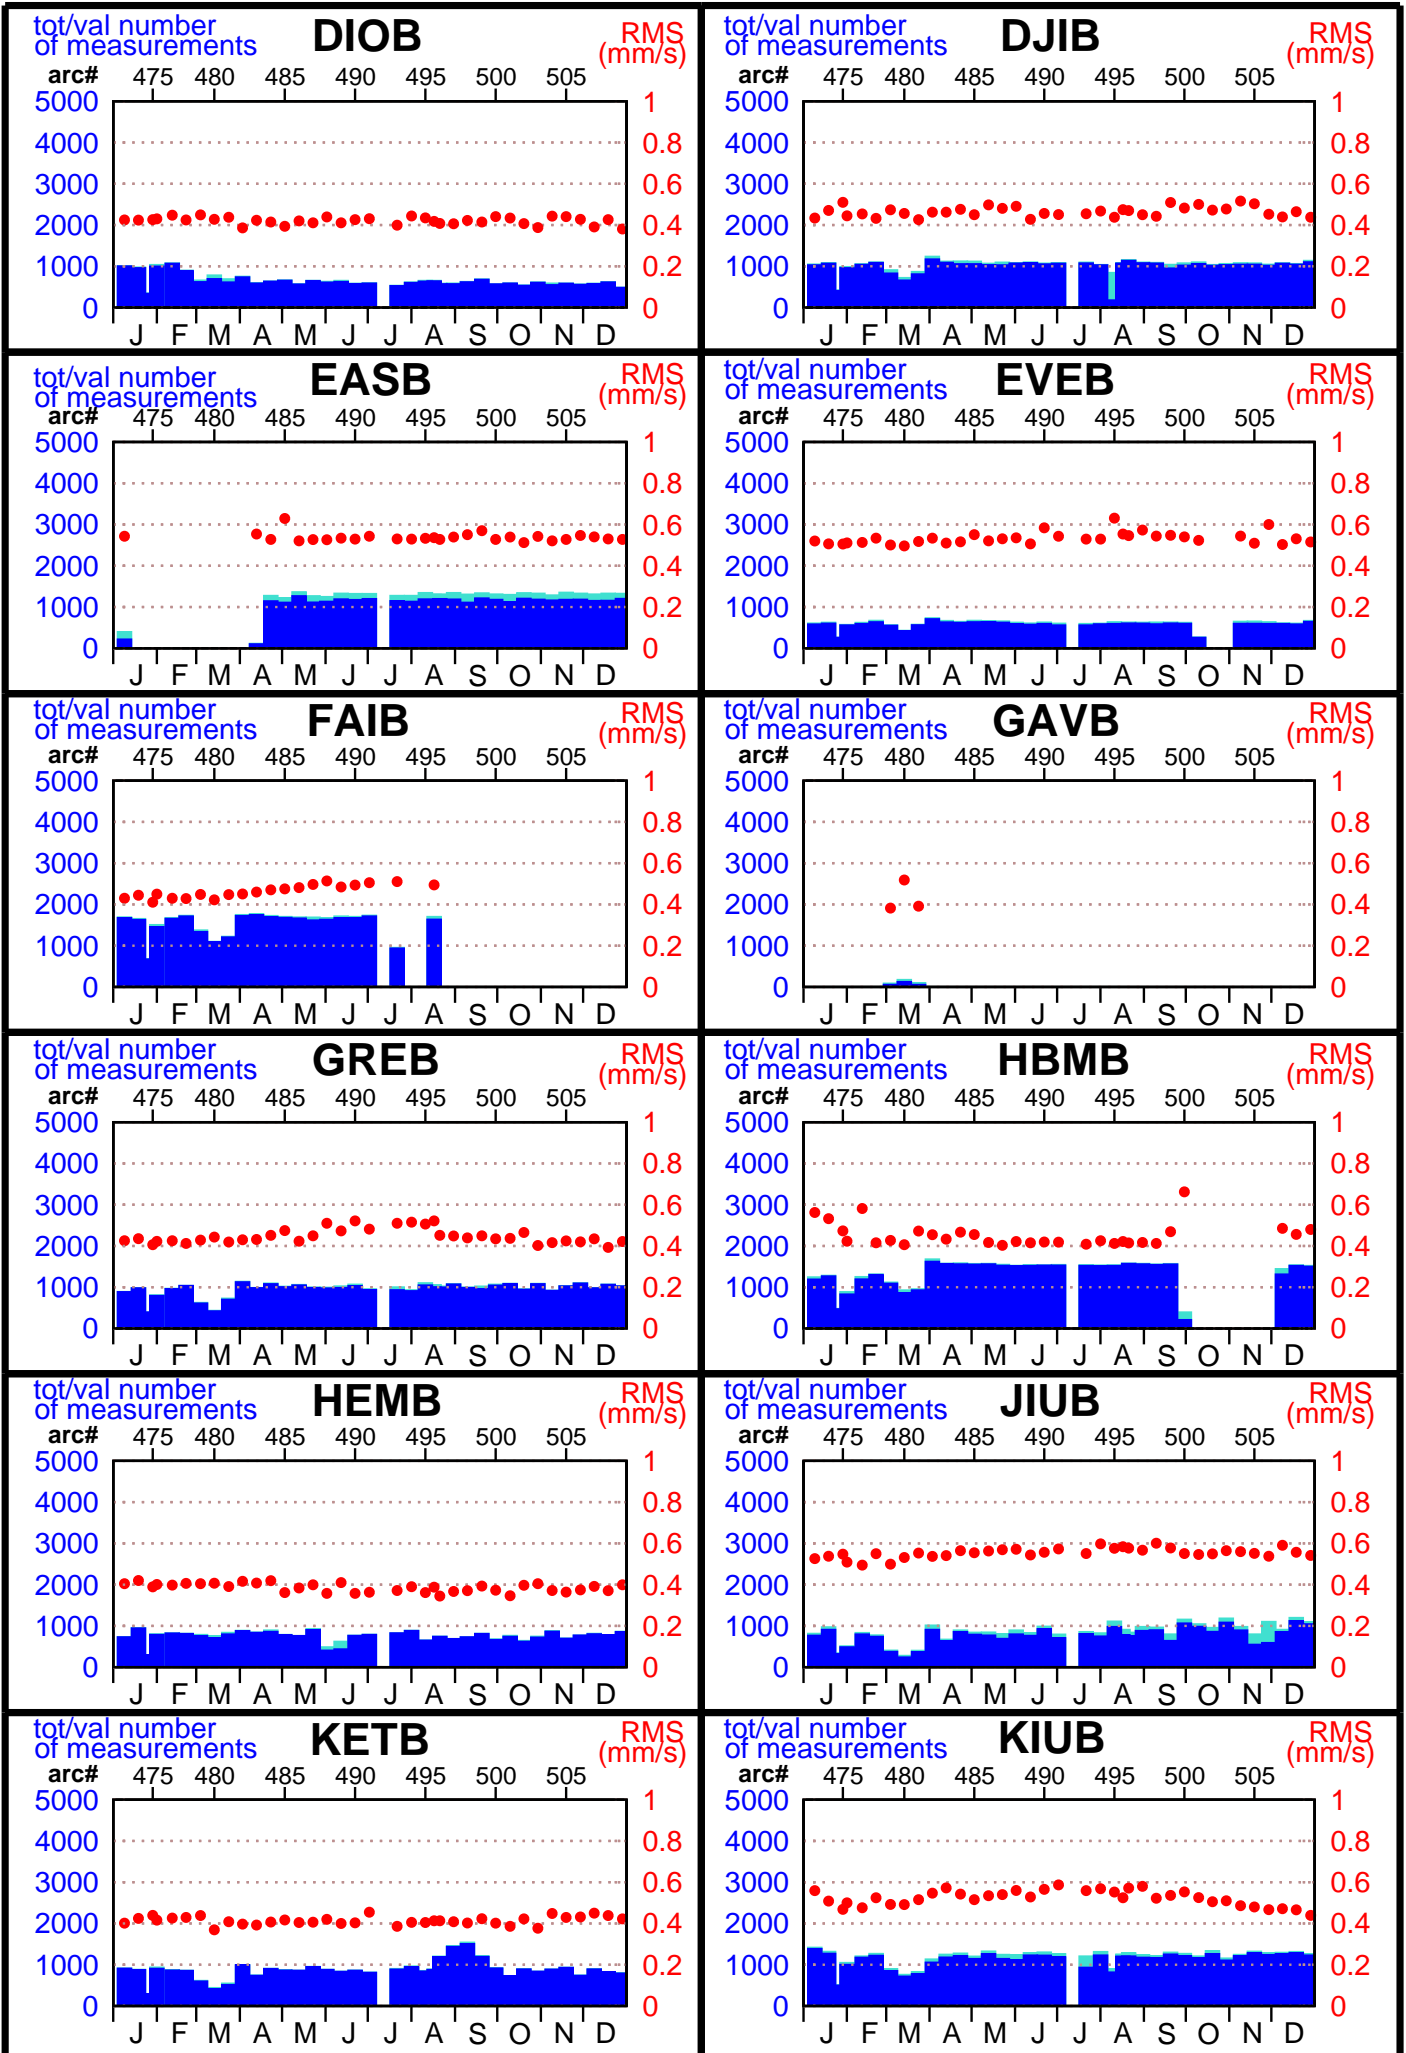 tot/val number of measurements DIOB RMS (mm/s)
arc# 475 480 485 490 495 500 505
5000 1
4000 0.8
3000 0.6
2000 0.4
1000 0.2
0 0
J F M A M J J A S O N D
tot/val number of measurements DJIB RMS (mm/s)
arc# 475 480 485 490 495 500 505
5000 1
4000 0.8
3000 0.6
2000 0.4
1000 0.2
0 0
J F M A M J J A S O N D
tot/val number of measurements EASB RMS (mm/s)
arc# 475 480 485 490 495 500 505
5000 1
4000 0.8
3000 0.6
2000 0.4
1000 0.2
0 0
J F M A M J J A S O N D
tot/val number of measurements EVEB RMS (mm/s)
arc# 475 480 485 490 495 500 505
5000 1
4000 0.8
3000 0.6
2000 0.4
1000 0.2
0 0
J F M A M J J A S O N D
tot/val number of measurements FAIB RMS (mm/s)
arc# 475 480 485 490 495 500 505
5000 1
4000 0.8
3000 0.6
2000 0.4
1000 0.2
0 0
J F M A M J J A S O N D
tot/val number of measurements GAVB RMS (mm/s)
arc# 475 480 485 490 495 500 505
5000 1
4000 0.8
3000 0.6
2000 0.4
1000 0.2
0 0
J F M A M J J A S O N D
tot/val number of measurements GREB RMS (mm/s)
arc# 475 480 485 490 495 500 505
5000 1
4000 0.8
3000 0.6
2000 0.4
1000 0.2
0 0
J F M A M J J A S O N D
tot/val number of measurements HBMB RMS (mm/s)
arc# 475 480 485 490 495 500 505
5000 1
4000 0.8
3000 0.6
2000 0.4
1000 0.2
0 0
J F M A M J J A S O N D
tot/val number of measurements HEMB RMS (mm/s)
arc# 475 480 485 490 495 500 505
5000 1
4000 0.8
3000 0.6
2000 0.4
1000 0.2
0 0
J F M A M J J A S O N D
tot/val number of measurements JIUB RMS (mm/s)
arc# 475 480 485 490 495 500 505
5000 1
4000 0.8
3000 0.6
2000 0.4
1000 0.2
0 0
J F M A M J J A S O N D
tot/val number of measurements KETB RMS (mm/s)
arc# 475 480 485 490 495 500 505
5000 1
4000 0.8
3000 0.6
2000 0.4
1000 0.2
0 0
J F M A M J J A S O N D
tot/val number of measurements KIUB RMS (mm/s)
arc# 475 480 485 490 495 500 505
5000 1
4000 0.8
3000 0.6
2000 0.4
1000 0.2
0 0
J F M A M J J A S O N D